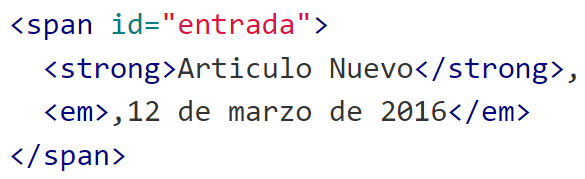 <span id="entrada">
<strong>Articulo Nuevo</strong>,
<em>,12 de marzo de 2016</em>
</span>